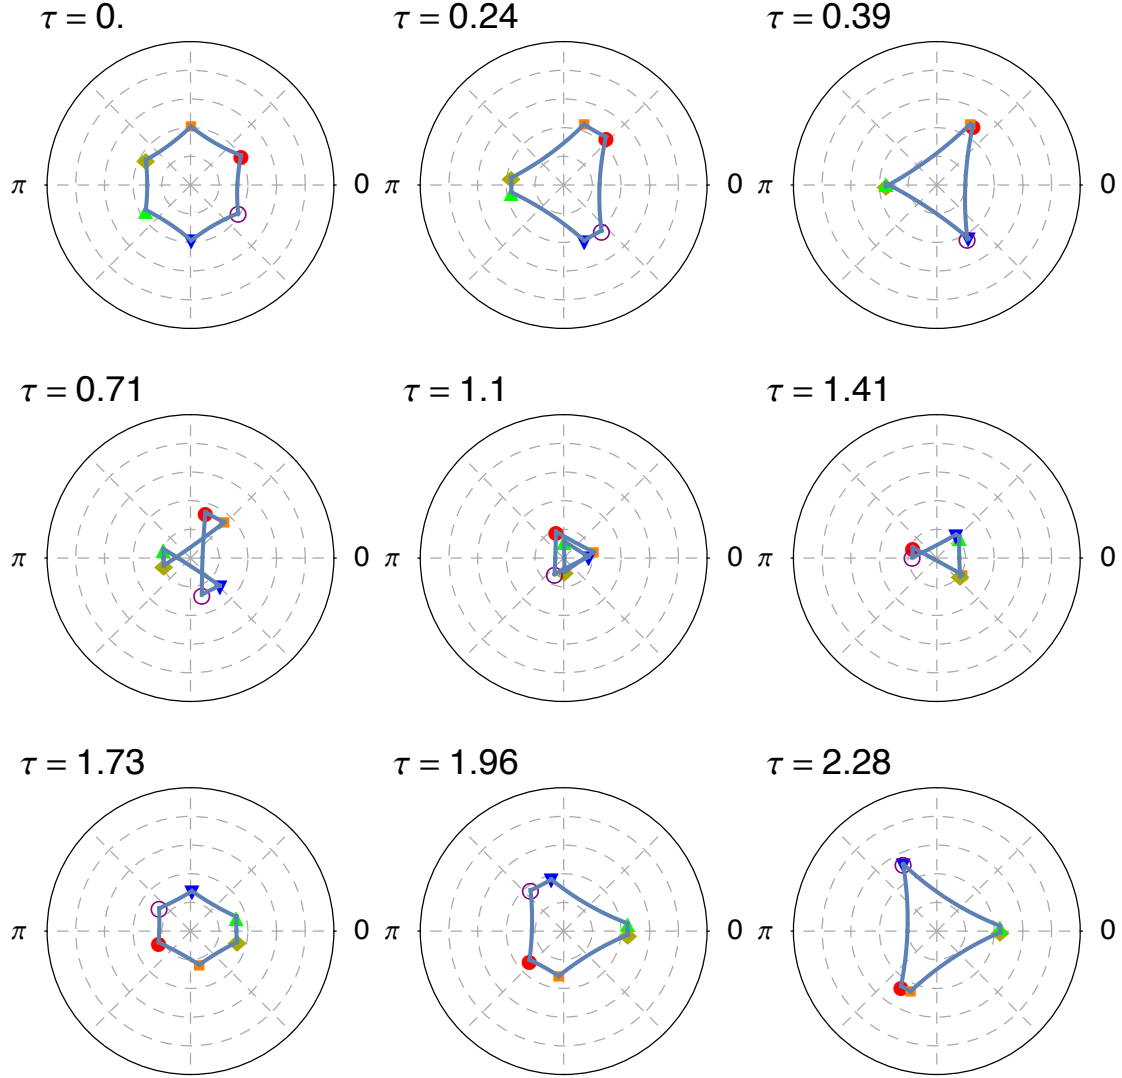 τ = 0. τ = 0.24 τ = 0.39
π 0 π 0 π 0
τ = 0.71 τ = 1.1 τ = 1.41
π 0 π 0 π 0
τ = 1.73 τ = 1.96 τ = 2.28
π 0 π 0 π 0